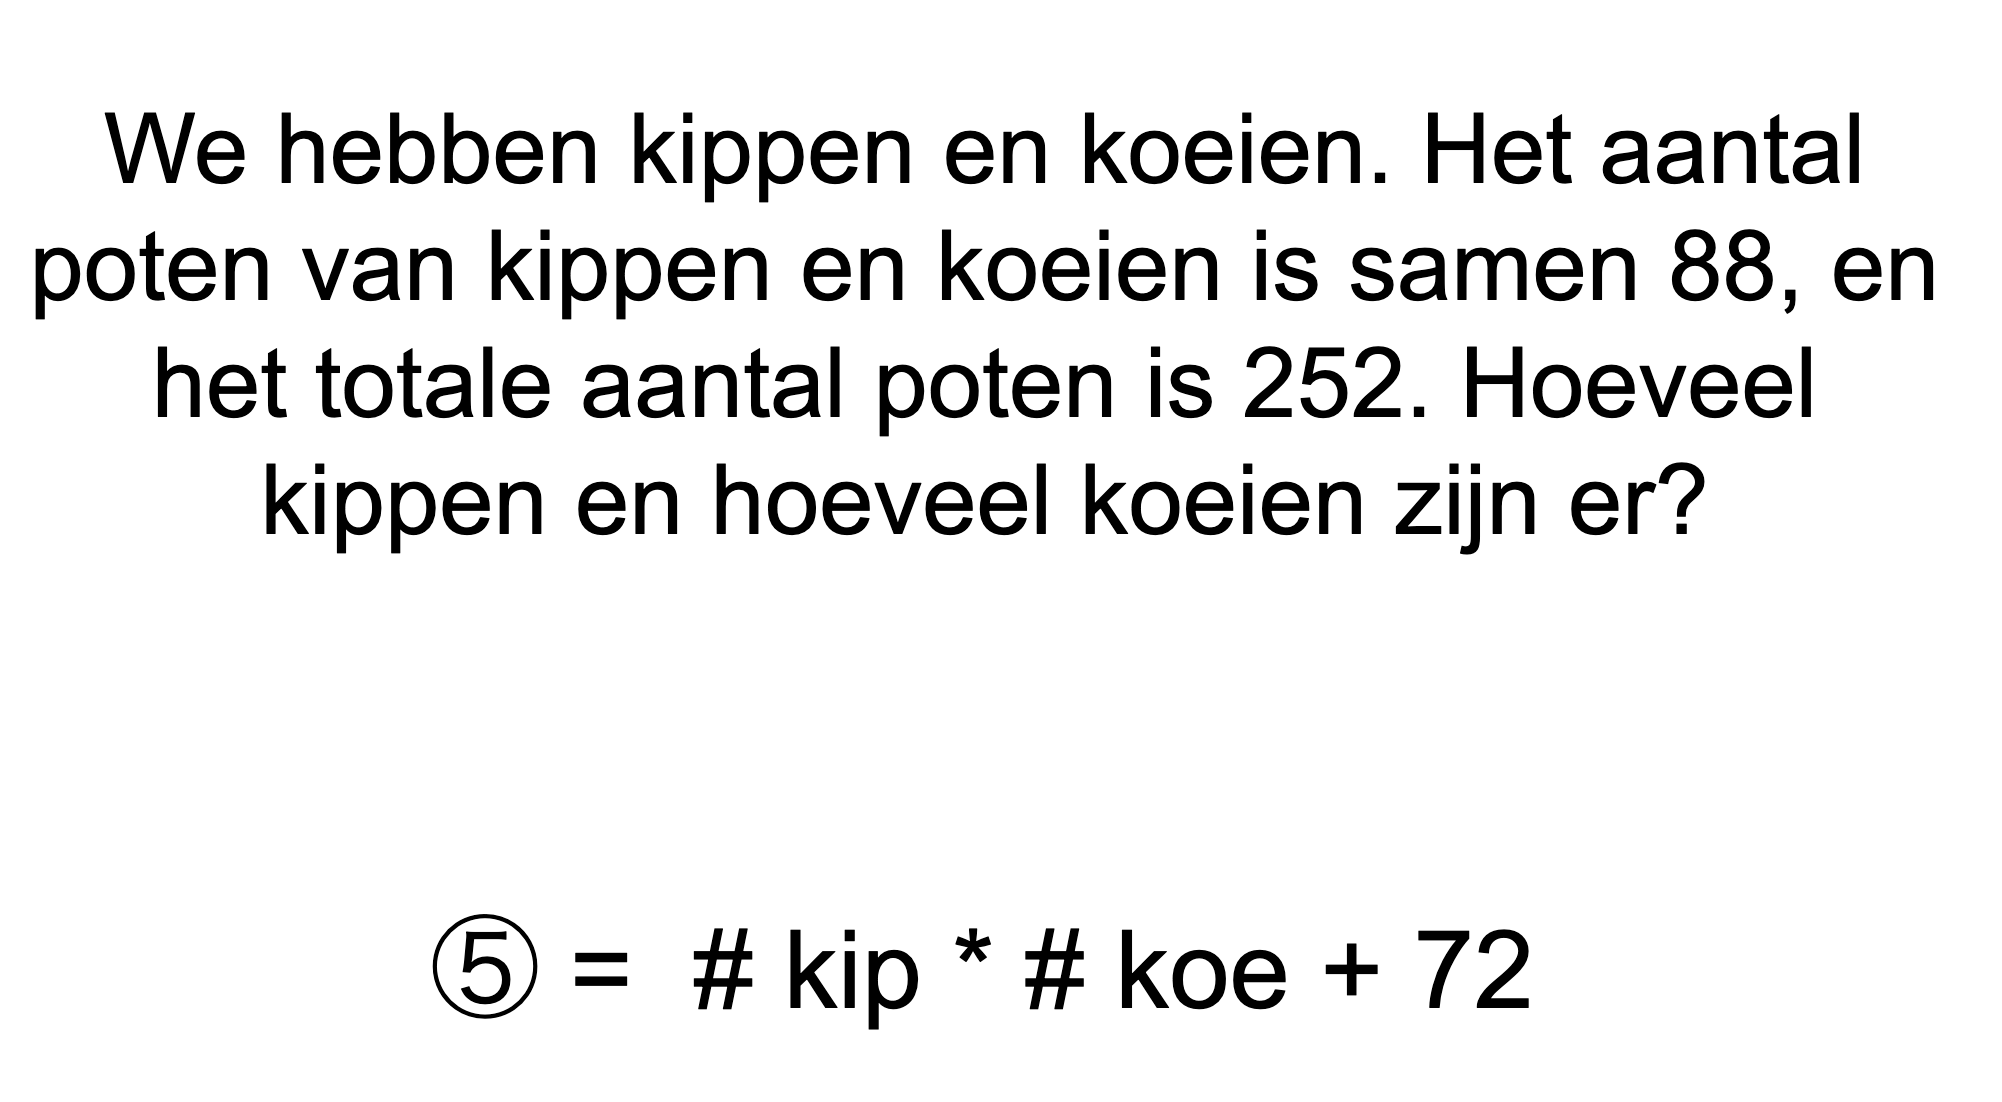 We hebben kippen en koeien. Het aantal
poten van kippen en koeien is samen 88, en
het totale aantal poten is 252. Hoeveel
kippen en hoeveel koeien zijn er?
⑤ = # kip * # koe + 72